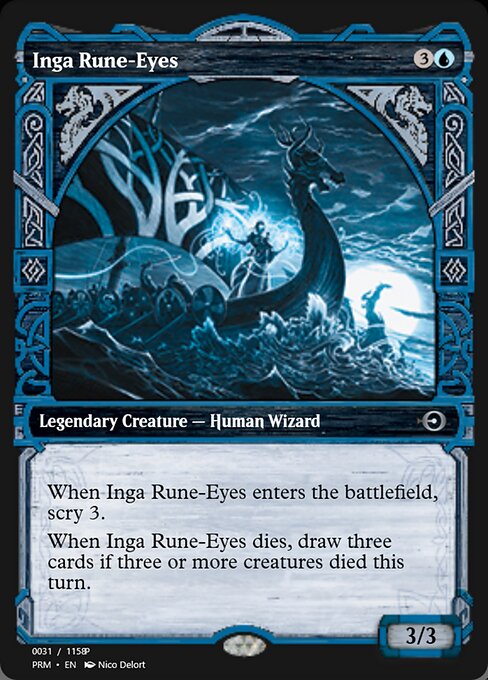 Inga Rune-Eyes 3
Legendary Creature — Human Wizard
When Inga Rune-Eyes enters the battlefield,
scry 3.
When Inga Rune-Eyes dies, draw three
cards if three or more creatures died this
turn.
3/3
0031 / 1158P
PRM • EN Nico Delort